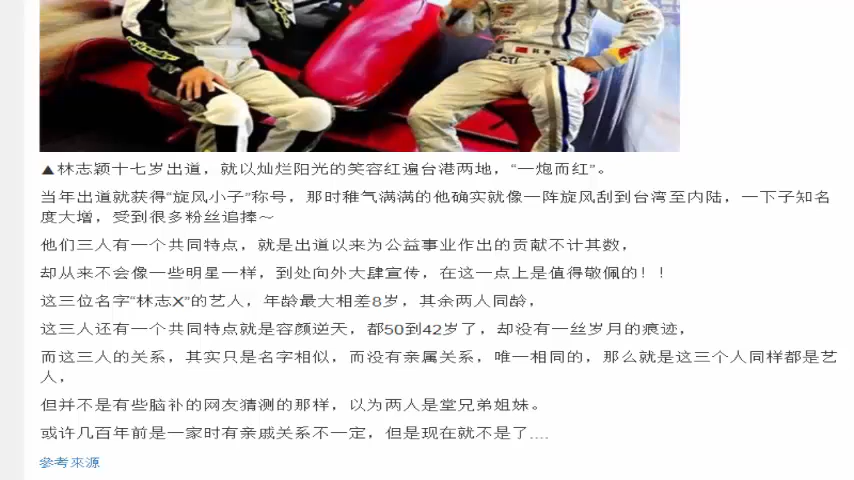 ▲林志颖十七岁出道，就以灿烂阳光的笑容红遍台港两地，“一炮而红”。
当年出道就获得“旋风小子”称号，那时稚气满满的他确实就像一阵旋风刮到台湾至内陆，一下子知名
度大增，受到很多粉丝追捧～
他们三人有一个共同特点，就是出道以来为公益事业作出的贡献不计其数，
却从来不会像一些明星一样，到处向外大肆宣传，在这一点上是值得敬佩的！！
这三位名字“林志X”的艺人，年龄最大相差8岁，其余两人同龄，
这三人还有一个共同特点就是容颜逆天，都50到42岁了，却没有一丝岁月的痕迹，
而这三人的关系，其实只是名字相似，而没有亲属关系，唯一相同的，那么就是这三个人同样都是艺
人，
但并不是有些脑补的网友猜测的那样，以为两人是堂兄弟姐妹。
或许几百年前是一家时有亲戚关系不一定，但是现在就不是了....
參考來源